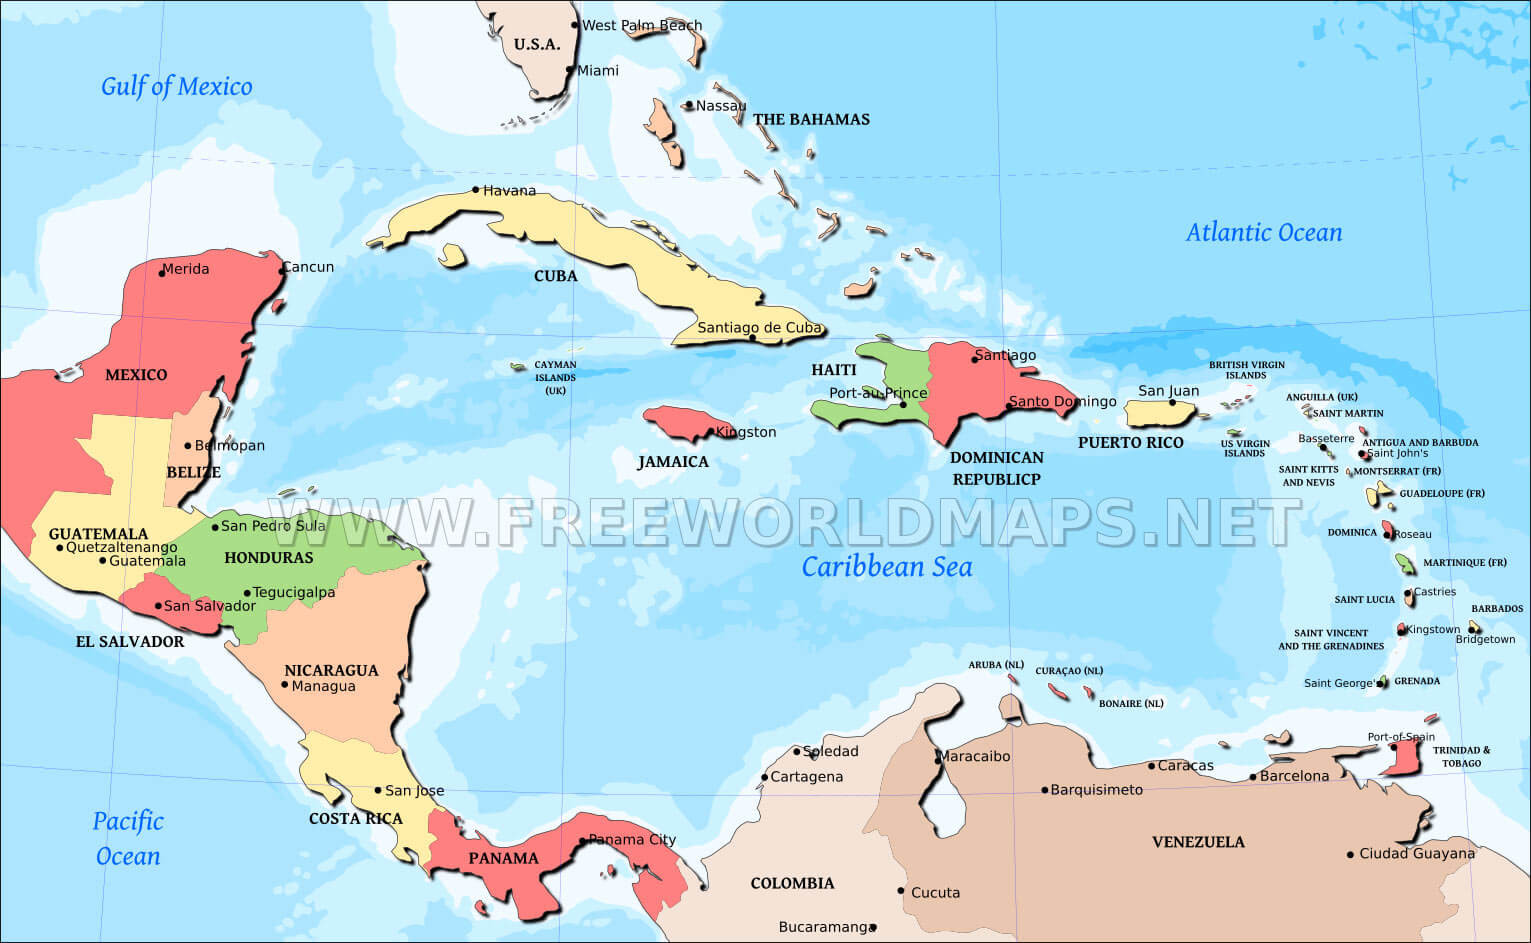 West Palm Beach
U.S.A.
Miami
Gulf of Mexico
Nassau
THE BAHAMAS
Havana
Atlantic Ocean
Merida
Cancun
CUBA
Santiago de Cuba
MEXICO
CAYMAN
ISLANDS
(UK)
HAITI
Santiago
Port-au-Prince
Santo Domingo
San Juan
BRITISH VIRGIN
ISLANDS
ANGUILLA (UK)
SAINT MARTIN
Kingston
JAMAICA
DOMINICAN
REPUBLICP
PUERTO RICO
US VIRGIN
ISLANDS
Basseterre
ANTIGUA AND BARBUDA
Saint John's
SAINT KITTS
AND NEVIS
MONTSERRAT (FR)
GUADELOUPE (FR)
Belmopan
BELIZE
WWW.FREEWORLDMAPS.NET
GUATEMALA
Quetzaltenango
Guatemala
San Pedro Sula
HONDURAS
Tegucigalpa
San Salvador
EL SALVADOR
Caribbean Sea
DOMINICA
Roseau
MARTINIQUE (FR)
Castries
SAINT LUCIA
BARBADOS
Bridgetown
Kingstown
SAINT VINCENT
AND THE GRENADINES
NICARAGUA
Managua
ARUBA (NL)
CURAÇAO (NL)
BONAIRE (NL)
Saint George's
GRENADA
Port-of-Spain
TRINIDAD &
TOBAGO
San Jose
COSTA RICA
Pacific
Ocean
PANAMA
Panama City
Soledad
Cartagena
Maracaibo
Barquisimeto
Caracas
Barcelona
VENEZUELA
Ciudad Guayana
COLOMBIA
Cucuta
Bucaramanga